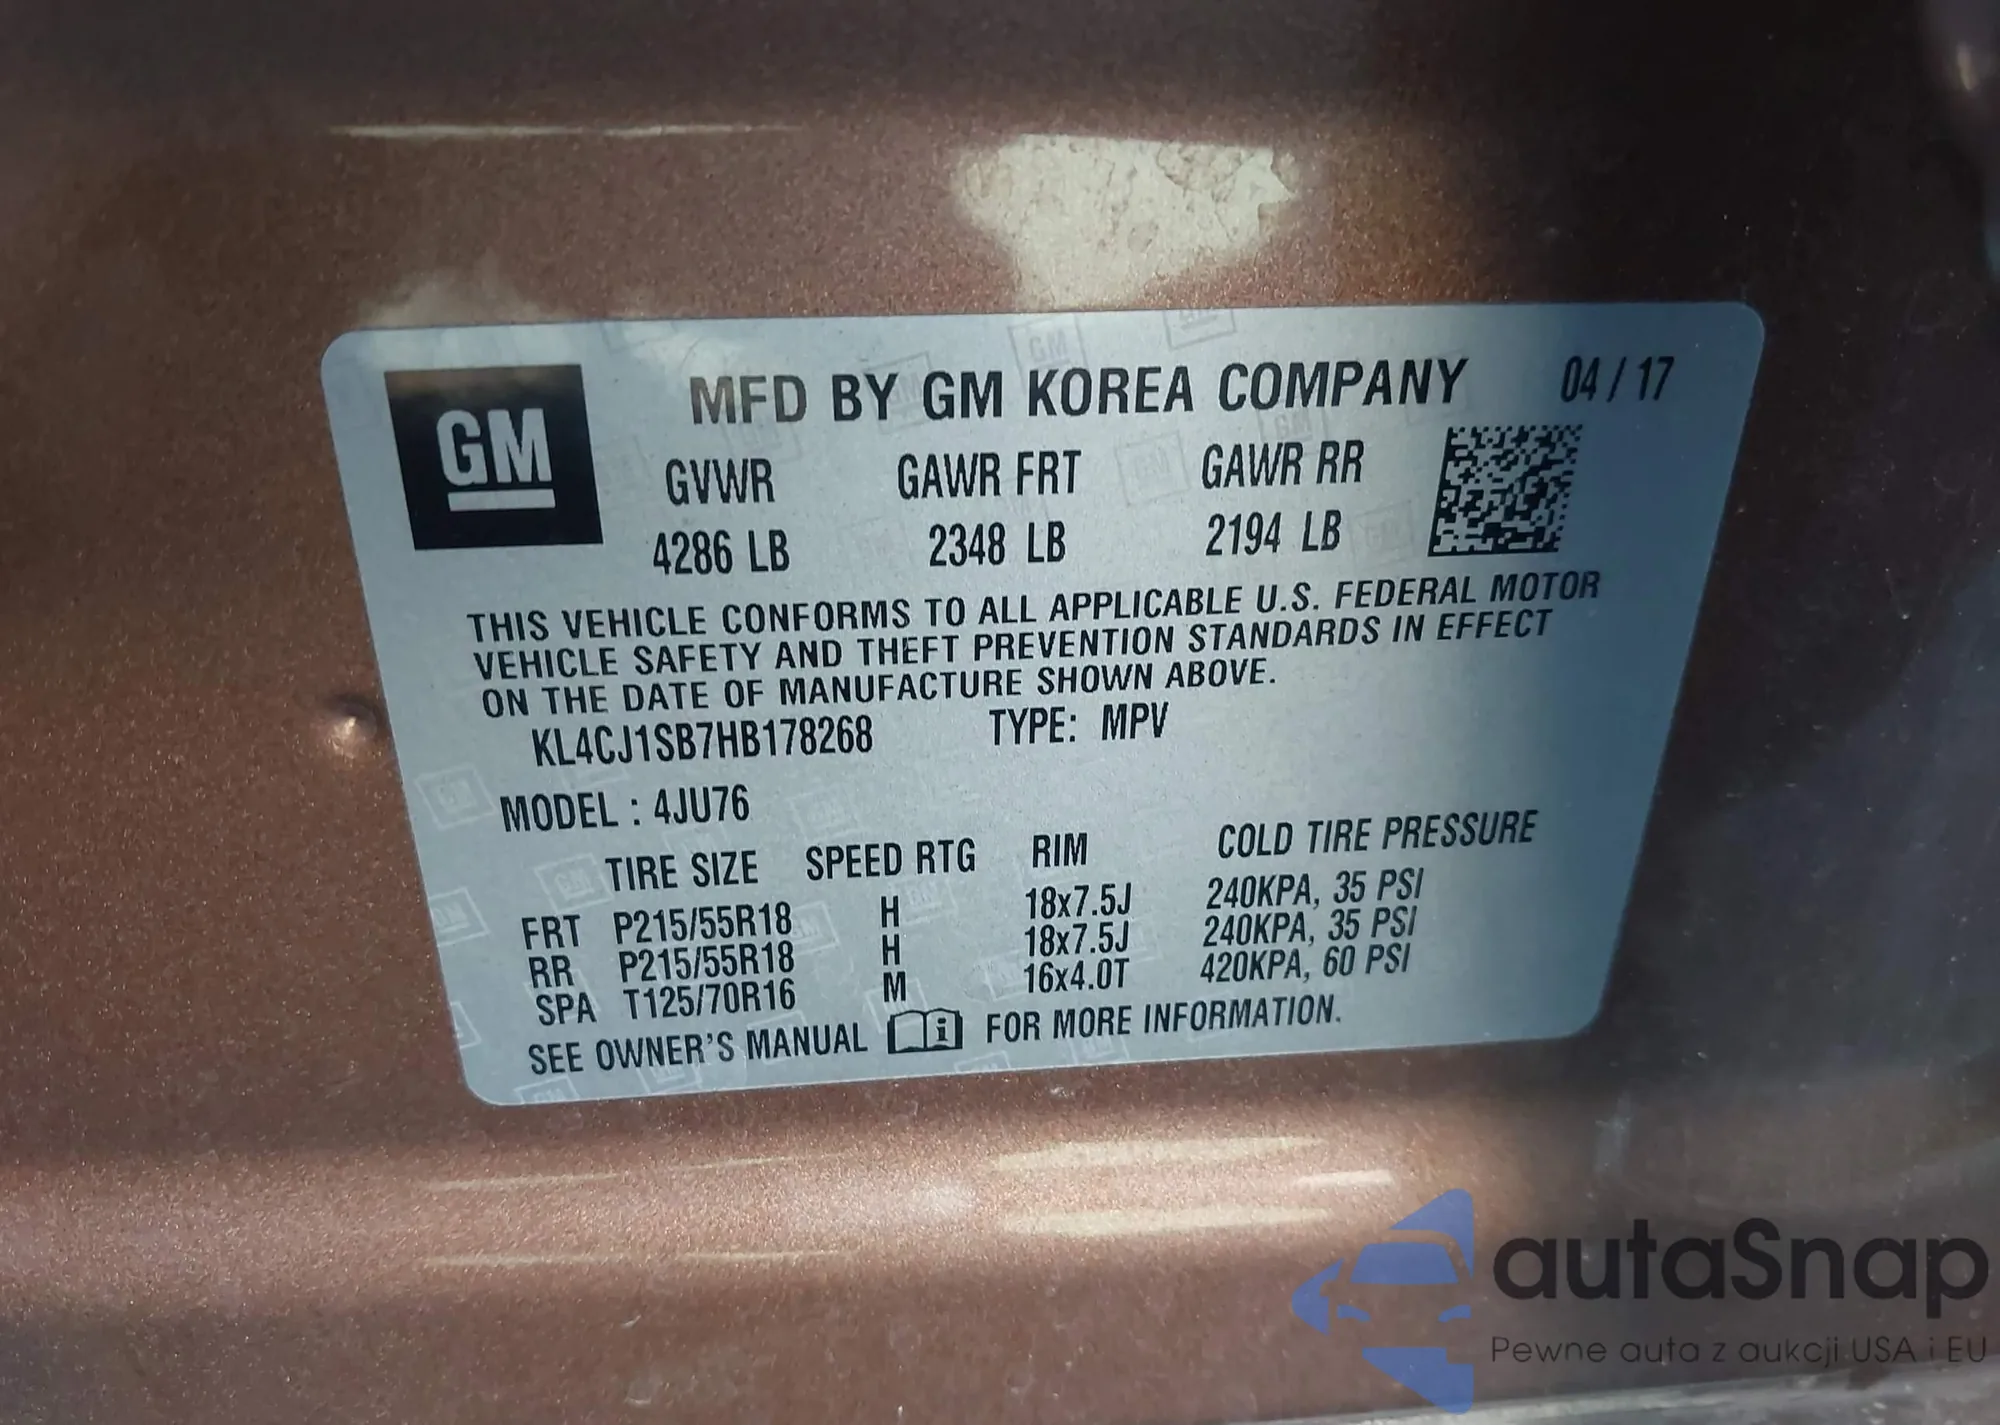 GM
MFD BY GM KOREA COMPANY 04 / 17
GVWR GAWR FRT GAWR RR
4286 LB 2348 LB 2194 LB
THIS VEHICLE CONFORMS TO ALL APPLICABLE U.S. FEDERAL MOTOR
VEHICLE SAFETY AND THEFT PREVENTION STANDARDS IN EFFECT
ON THE DATE OF MANUFACTURE SHOWN ABOVE.
KL4CJ1SB7HB178268 TYPE: MPV
MODEL : 4JU76
TIRE SIZE SPEED RTG RIM COLD TIRE PRESSURE
FRT P215/55R18 H 18x7.5J 240KPA, 35 PSI
RR P215/55R18 H 18x7.5J 240KPA, 35 PSI
SPA T125/70R16 M 16x4.0T 420KPA, 60 PSI
SEE OWNER'S MANUAL i FOR MORE INFORMATION.
autaSnap
Pewne auta z aukcji USA i EU